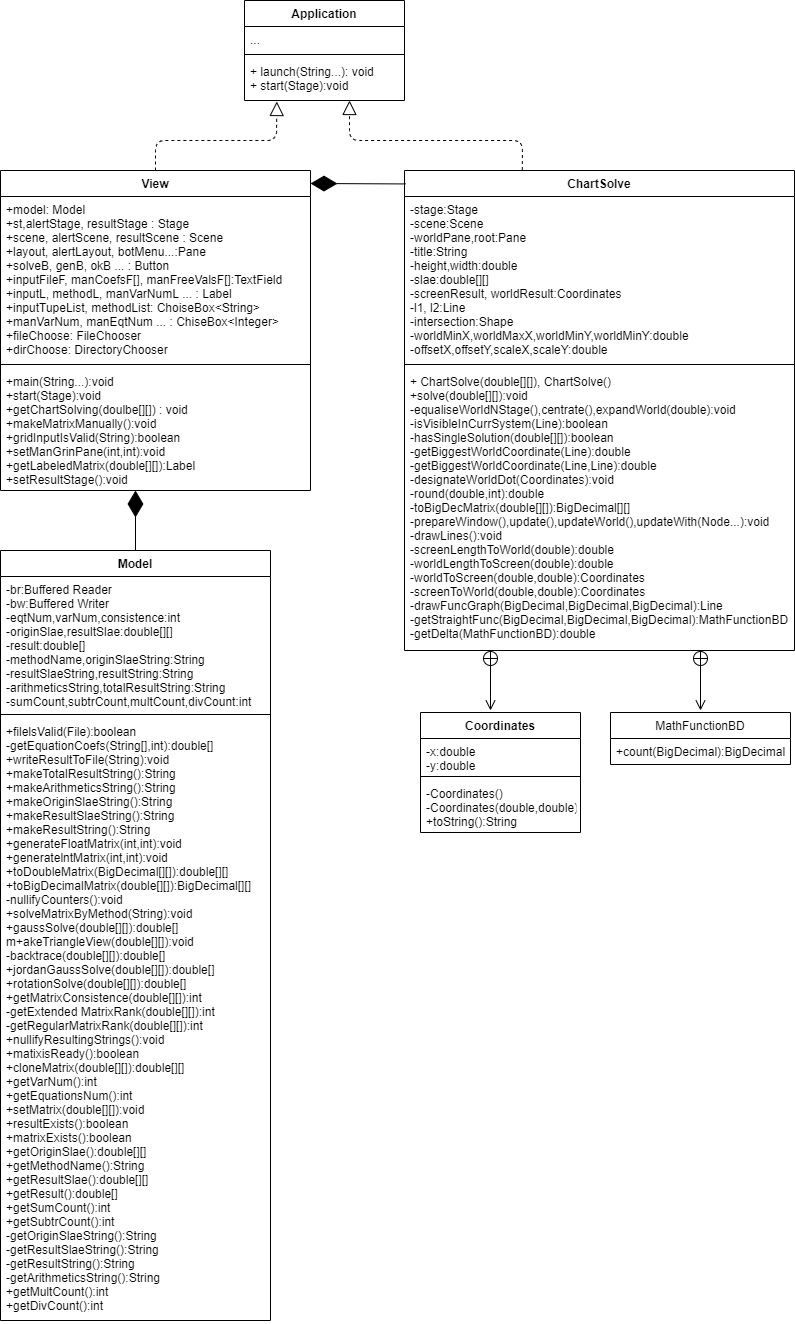 Application
...
+ launch(String...): void
+ start(Stage):void
View
+model: Model
+st,alertStage, resultStage : Stage
+scene, alertScene, resultScene : Scene
+layout, alertLayout, botMenu...:Pane
+solveB, genB, okB ... : Button
+inputFileF, manCoefsF[], manFreeValsF[]:TextField
+inputL, methodL, manVarNumL ... : Label
+inputTupeList, methodList: ChoiseBox<String>
+manVarNum, manEqtNum ... : ChiseBox<Integer>
+fileChoose: FileChooser
+dirChoose: DirectoryChooser
+main(String...):void
+start(Stage):void
+getChartSolving(doulbe[][]) : void
+makeMatrixManually():void
+gridInputIsValid(String):boolean
+setManGrinPane(int,int):void
+getLabeledMatrix(double[][]):Label
+setResultStage():void
ChartSolve
-stage:Stage
-scene:Scene
-worldPane,root:Pane
-title:String
-height,width:double
-slae:double[][]
-screenResult, worldResult:Coordinates
-l1, l2:Line
-intersection:Shape
-worldMinX,worldMaxX,worldMinY,worldMinY:double
-offsetX,offsetY,scaleX,scaleY:double
+ ChartSolve(double[][]), ChartSolve()
+solve(double[][]):void
-equaliseWorldNStage(),centrate(),expandWorld(double):void
-isVisibleInCurrSystem(Line):boolean
-hasSingleSolution(double[][]):boolean
-getBiggestWorldCoordinate(Line):double
-getBiggestWorldCoordinate(Line,Line):double
-designateWorldDot(Coordinates):void
-round(double,int):double
-toBigDecMatrix(double[][]):BigDecimal[][]
-prepareWindow(),update(),updateWorld(),updateWith(Node...):void
-drawLines():void
-screenLengthToWorld(double):double
-worldLengthToScreen(double):double
-worldToScreen(double,double):Coordinates
-screenToWorld(double,double):Coordinates
-drawFuncGraph(BigDecimal,BigDecimal,BigDecimal):Line
-getStraightFunc(BigDecimal,BigDecimal,BigDecimal):MathFunctionBD
-getDelta(MathFunctionBD):double
Model
-br:Buffered Reader
-bw:Buffered Writer
-eqtNum,varNum,consistence:int
-originSlae,resultSlae:double[][]
-result:double[]
-methodName,originSlaeString:String
-resultSlaeString,resultString:String
-arithmeticsString,totalResultString:String
-sumCount,subtrCount,multCount,divCount:int
+fileIsValid(File):boolean
-getEquationCoefs(String[],int):double[]
+writeResultToFile(String):void
+makeTotalResultString():String
+makeArithmeticsString():String
+makeOriginSlaeString():String
+makeResultSlaeString():String
+makeResultString():String
+generateFloatMatrix(int,int):void
+generateIntMatrix(int,int):void
+toDoubleMatrix(BigDecimal[][]):double[][]
+toBigDecimalMatrix(double[][]):BigDecimal[][]
-nullifyCounters():void
+solveMatrixByMethod(String):void
+gaussSolve(double[][]):double[]
m+akeTriangleView(double[][]):void
-backtrace(double[][]):double[]
+jordanGaussSolve(double[][]):double[]
+rotationSolve(double[][]):double[]
+getMatrixConsistence(double[][]):int
-getExtended MatrixRank(double[][]):int
-getRegularMatrixRank(double[][]):int
+nullifyResultingStrings():void
+matixisReady():boolean
+cloneMatrix(double[][]):double[][]
+getVarNum():int
+getEquationsNum():int
+setMatrix(double[][]):void
+resultExists():boolean
+matrixExists():boolean
+getOriginSlae():double[][]
+getMethodName():String
+getResultSlae():double[][]
+getResult():double[]
+getSumCount():int
+getSubtrCount():int
-getOriginSlaeString():String
-getResultSlaeString():String
-getResultString():String
-getArithmeticsString():String
+getMultCount():int
+getDivCount():int
Coordinates
-x:double
-y:double
-Coordinates()
-Coordinates(double,double)
+toString():String
MathFunctionBD
+count(BigDecimal):BigDecimal